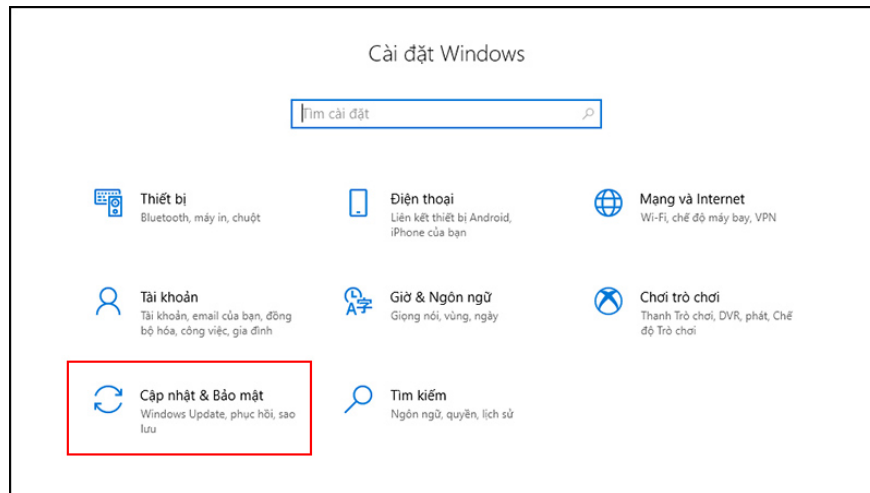 Cài đặt Windows
Tìm cài đặt
Thiết bị
Bluetooth, máy in, chuột
Điện thoại
Liên kết thiết bị Android,
iPhone của bạn
Mạng và Internet
Wi-Fi, chế độ máy bay, VPN
Tài khoản
Tài khoản, email của bạn, đồng
bộ hóa, công việc, gia đình
Giờ & Ngôn ngữ
Giọng nói, vùng, ngày
Chơi trò chơi
Thanh Trò chơi, DVR, phát, Chế
độ Trò chơi
Cập nhật & Bảo mật
Windows Update, phục hồi, sao
lưu
Tìm kiếm
Ngôn ngữ, quyền, lịch sử